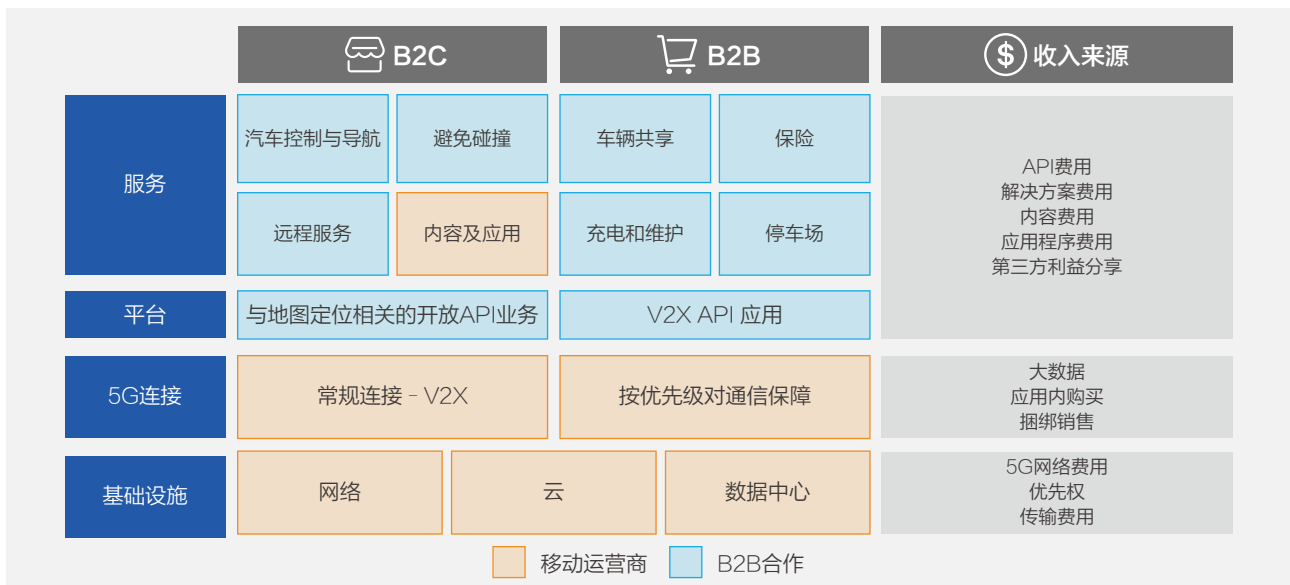 B2C
B2B
收入来源
服务
汽车控制与导航
避免碰撞
车辆共享
保险
远程服务
内容及应用
充电和维护
停车场
API费用
解决方案费用
内容费用
应用程序费用
第三方利益分享
平台
与地图定位相关的开放API业务
V2X API 应用
5G连接
常规连接 - V2X
按优先级对通信保障
大数据
应用内购买
捆绑销售
基础设施
网络
云
数据中心
5G网络费用
优先权
传输费用
移动运营商
B2B合作